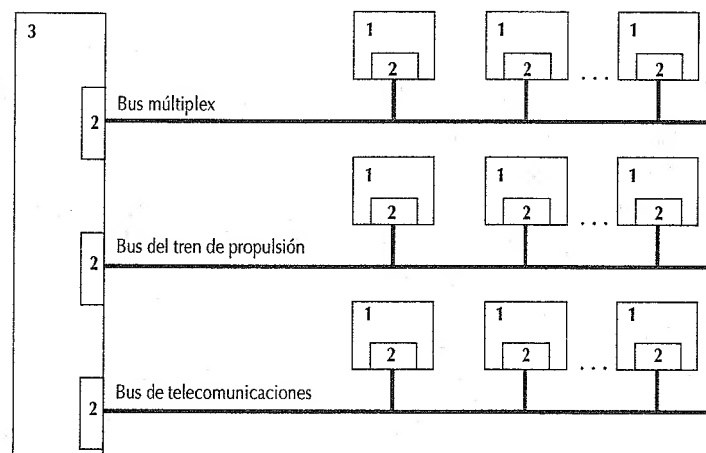 3
1 1 1
2 2 ... 2
2 Bus múltiplex
1 1 1
2 2 ... 2
2 Bus del tren de propulsión
1 1 1
2 2 ... 2
2 Bus de telecomunicaciones